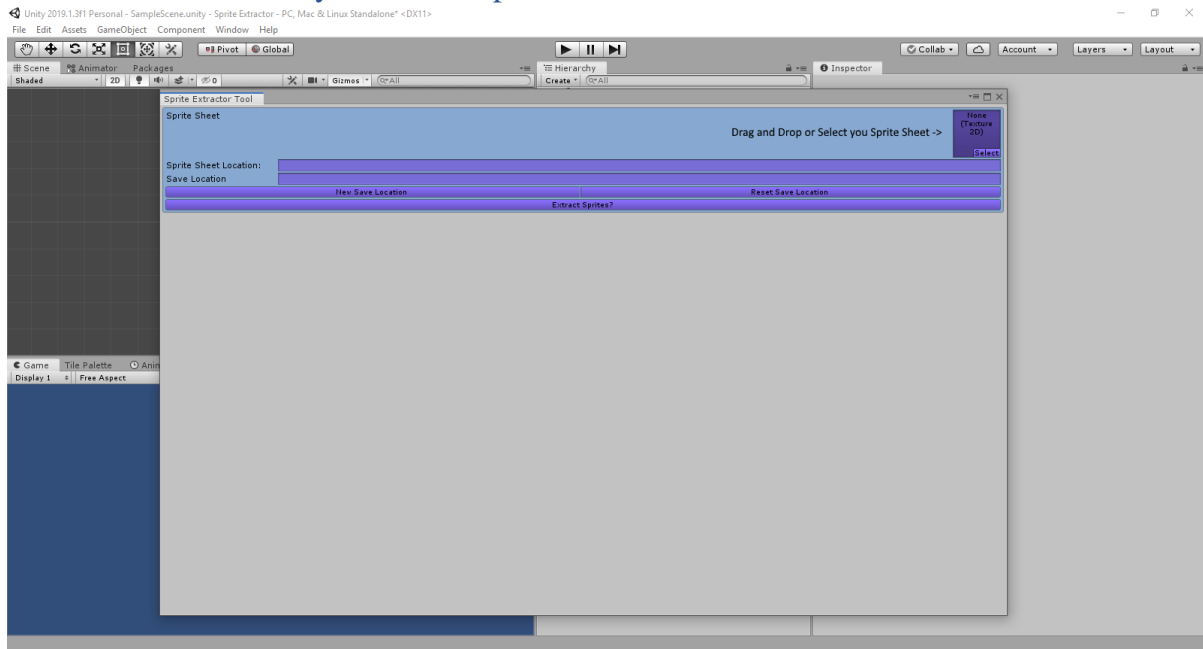 Unity 2019.1.3f1 Personal - SampleScene.unity - Sprite Extractor - PC, Mac & Linux Standalone* <DX11>
File Edit Assets GameObject Component Window Help
Pivot Global Collab Account Layers Layout
Scene Animator Packages Hierarchy Inspector
Shaded 2D 0 Gizmos All Create All
Sprite Extractor Tool
Sprite Sheet
None
(Texture
2D)
Drag and Drop or Select you Sprite Sheet ->
Select
Sprite Sheet Location:
Save Location
New Save Location Reset Save Location
Extract Sprites?
Game Tile Palette Anim
Display 1 Free Aspect